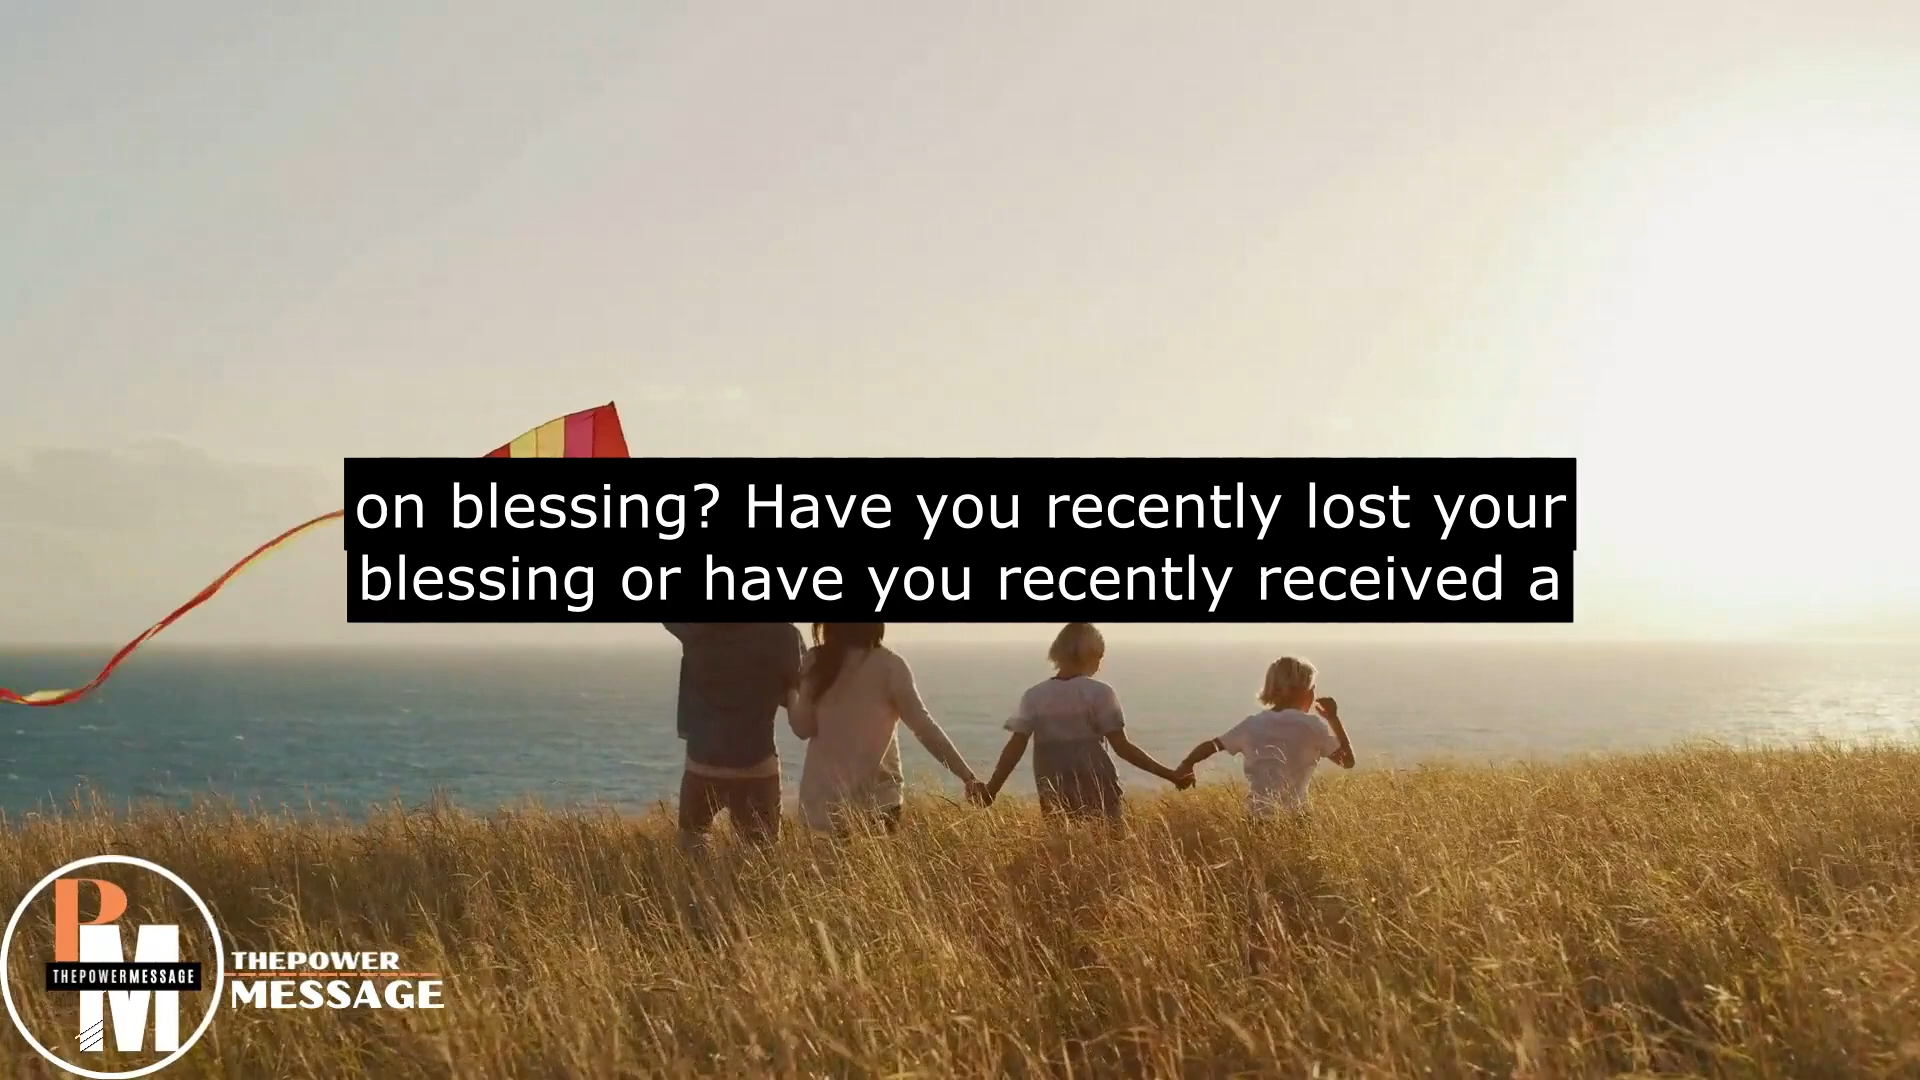 on blessing? Have you recently lost your
blessing or have you recently received a
P
M
THEPOWERMESSAGE
THEPOWER
MESSAGE